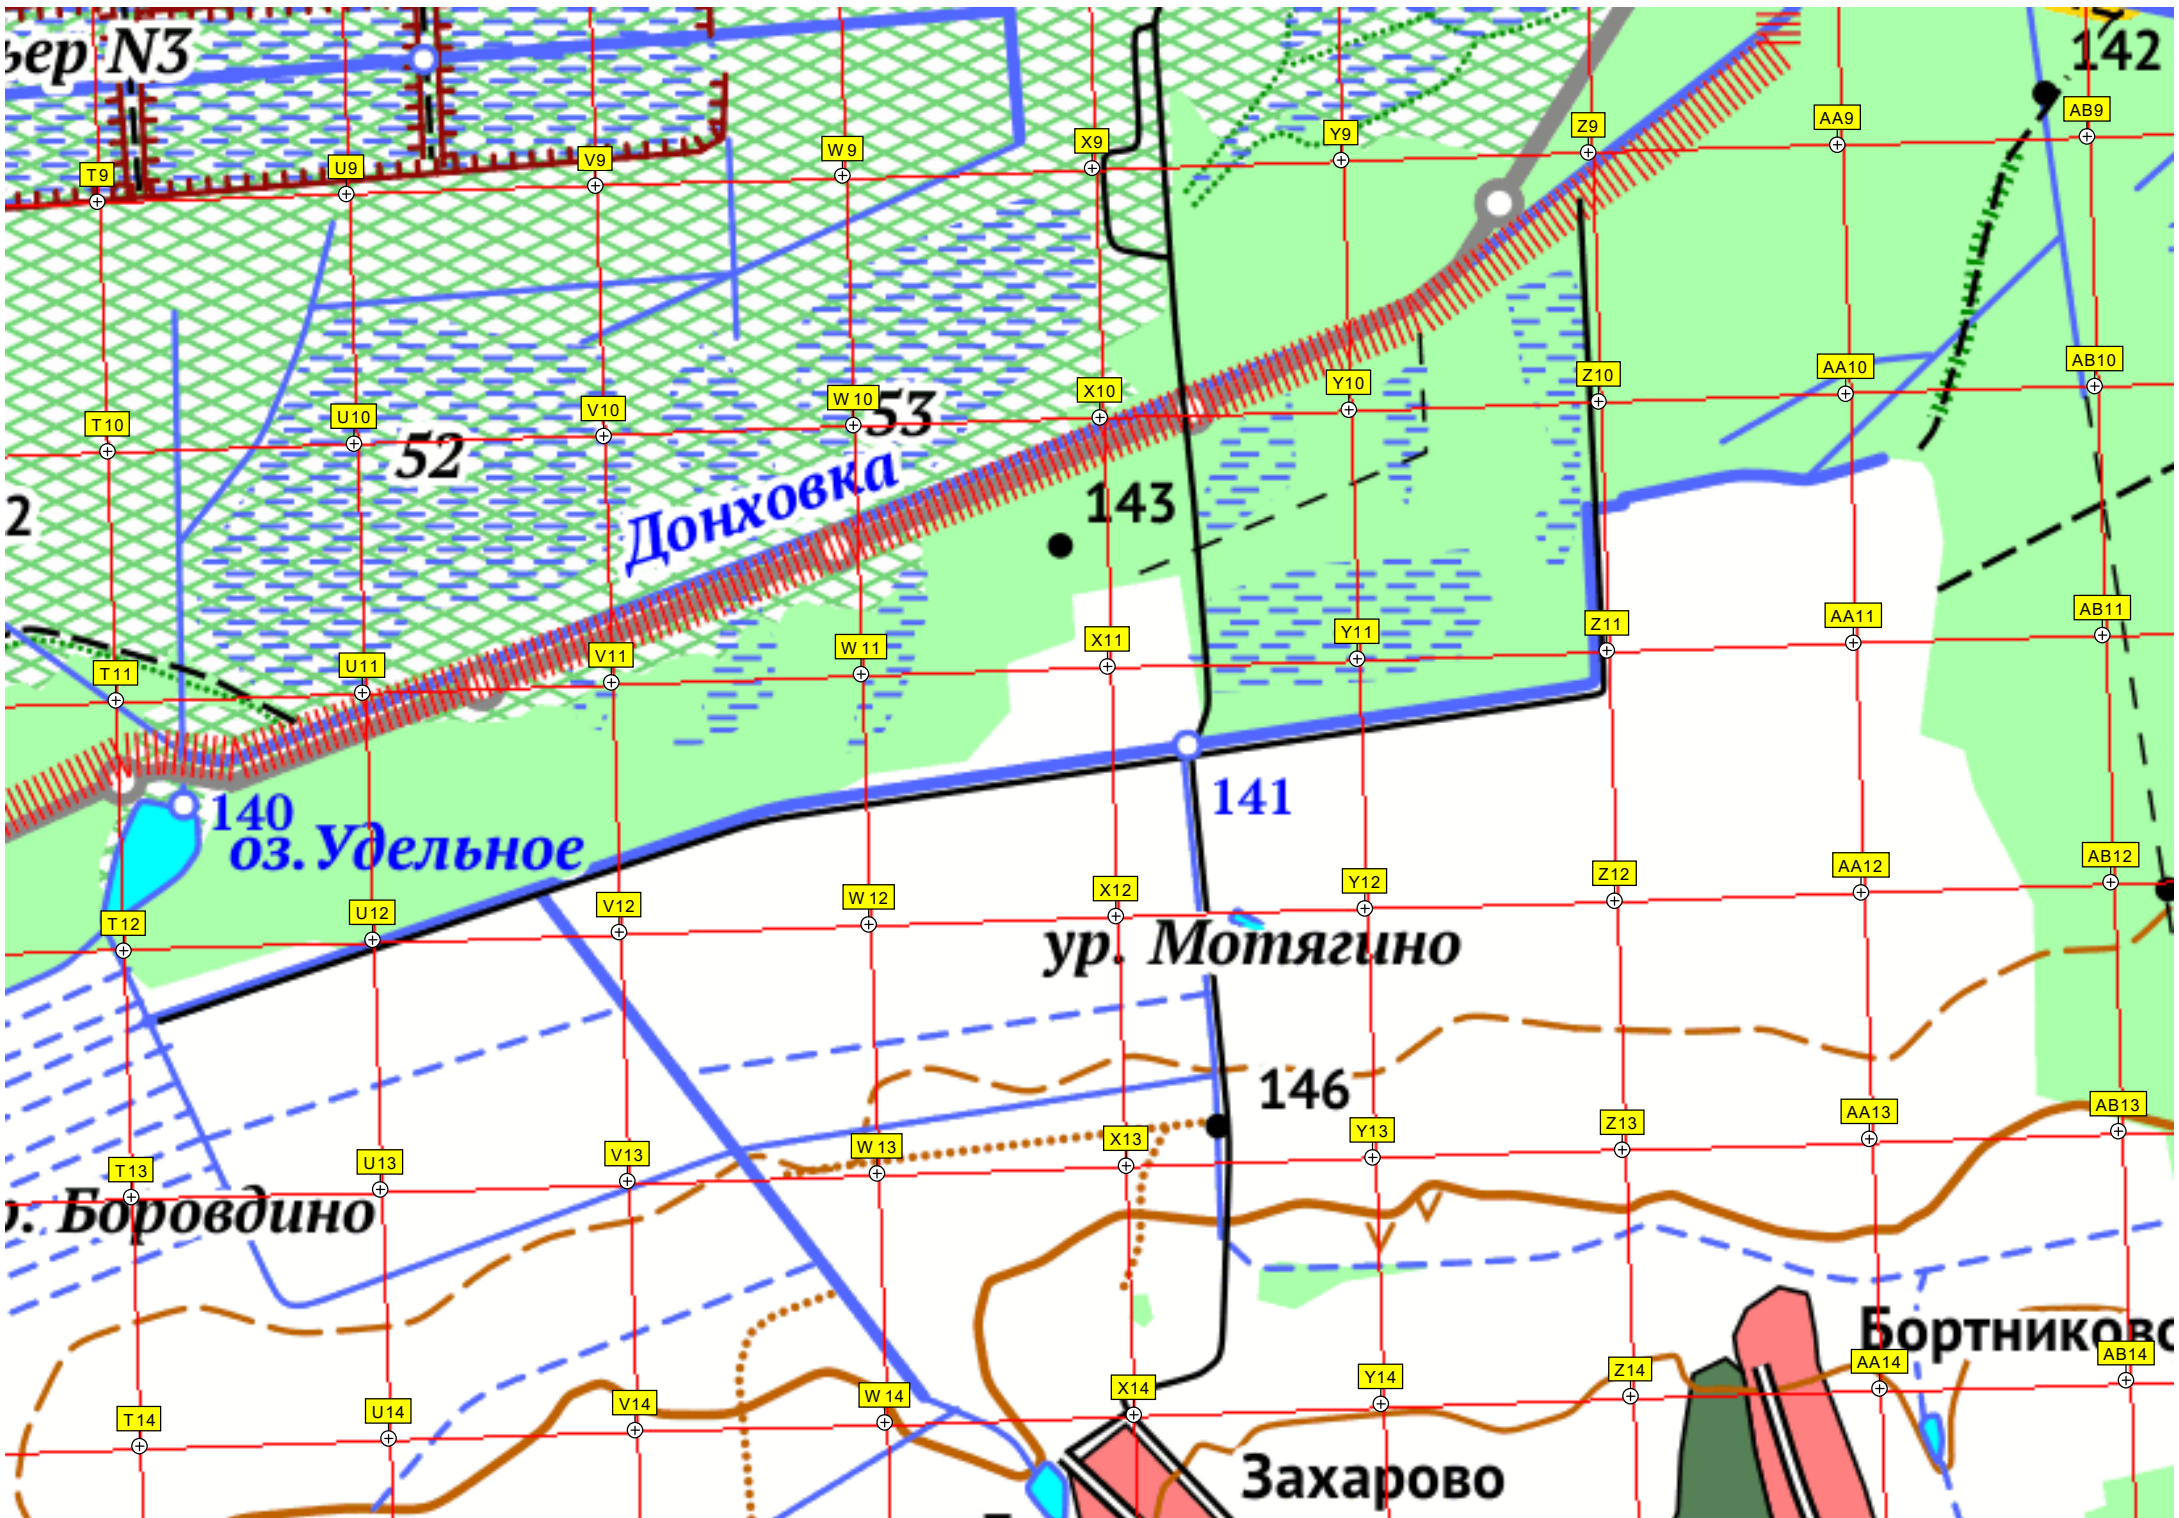 ьер N3
142
T9 U9 V9 W9 X9 Y9 Z9 AA9 AB9
T10 U10 V10 W10 X10 Y10 Z10 AA10 AB10
53
52
Донховка
143
2
T11 U11 V11 W11 X11 Y11 Z11 AA11 AB11
140
141
оз. Удельное
T12 U12 V12 W12 X12 Y12 Z12 AA12 AB12
ур. Мотягино
146
T13 U13 V13 W13 X13 Y13 Z13 AA13 AB13
р. Боровдино
Бортниково
T14 U14 V14 W14 X14 Y14 Z14 AA14 AB14
Захарово